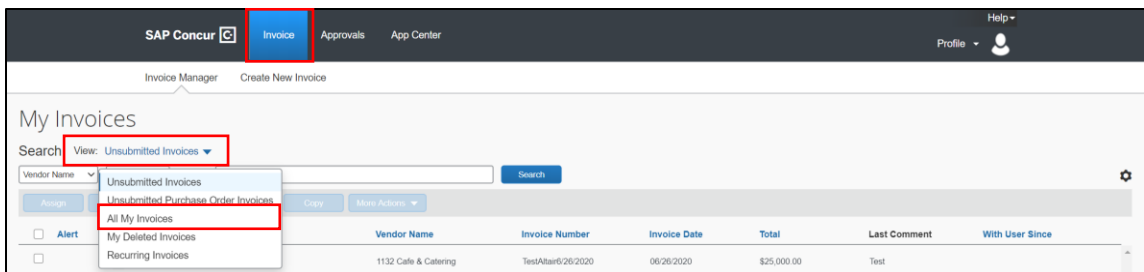 Help
SAP Concur C Invoice Approvals App Center
Profile
Invoice Manager Create New Invoice
My Invoices
Search View: Unsubmitted Invoices
Vendor Name Search
Unsubmitted Invoices
Assign Unsubmitted Purchase Order Invoices Copy More Actions
All My Invoices
Alert My Deleted Invoices Vendor Name Invoice Number Invoice Date Total Last Comment With User Since
Recurring Invoices
1132 Cafe & Catering TestAltair6/26/2020 06/26/2020 $25,000.00 Test